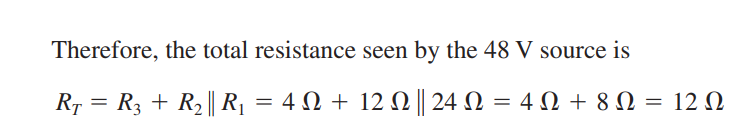 Therefore, the total resistance seen by the 48 V source is
R_T = R_3 + R_2 || R_1 = 4 Ω + 12 Ω || 24 Ω = 4 Ω + 8 Ω = 12 Ω